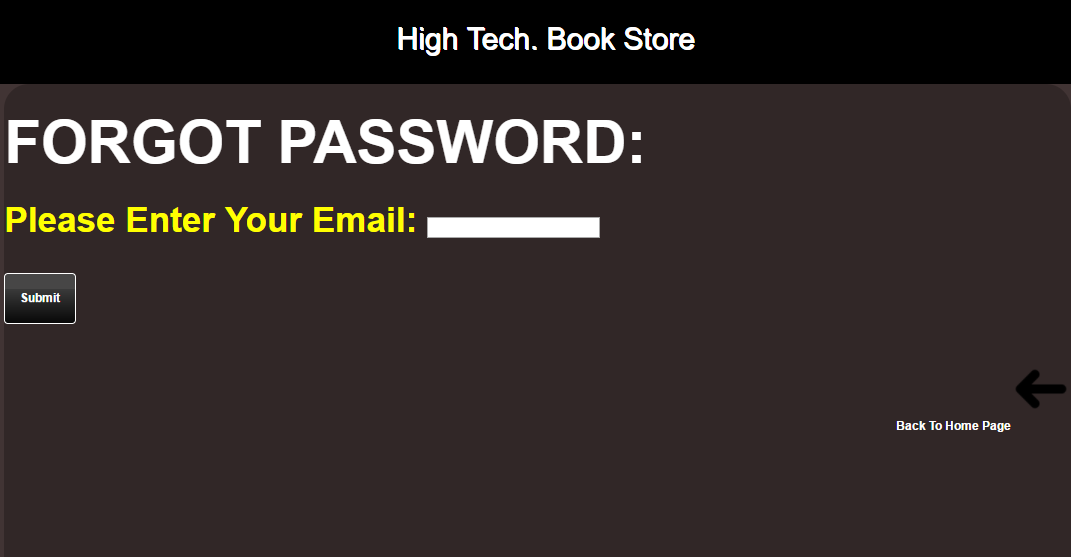 High Tech. Book Store
FORGOT PASSWORD:
Please Enter Your Email:
Submit
Back To Home Page